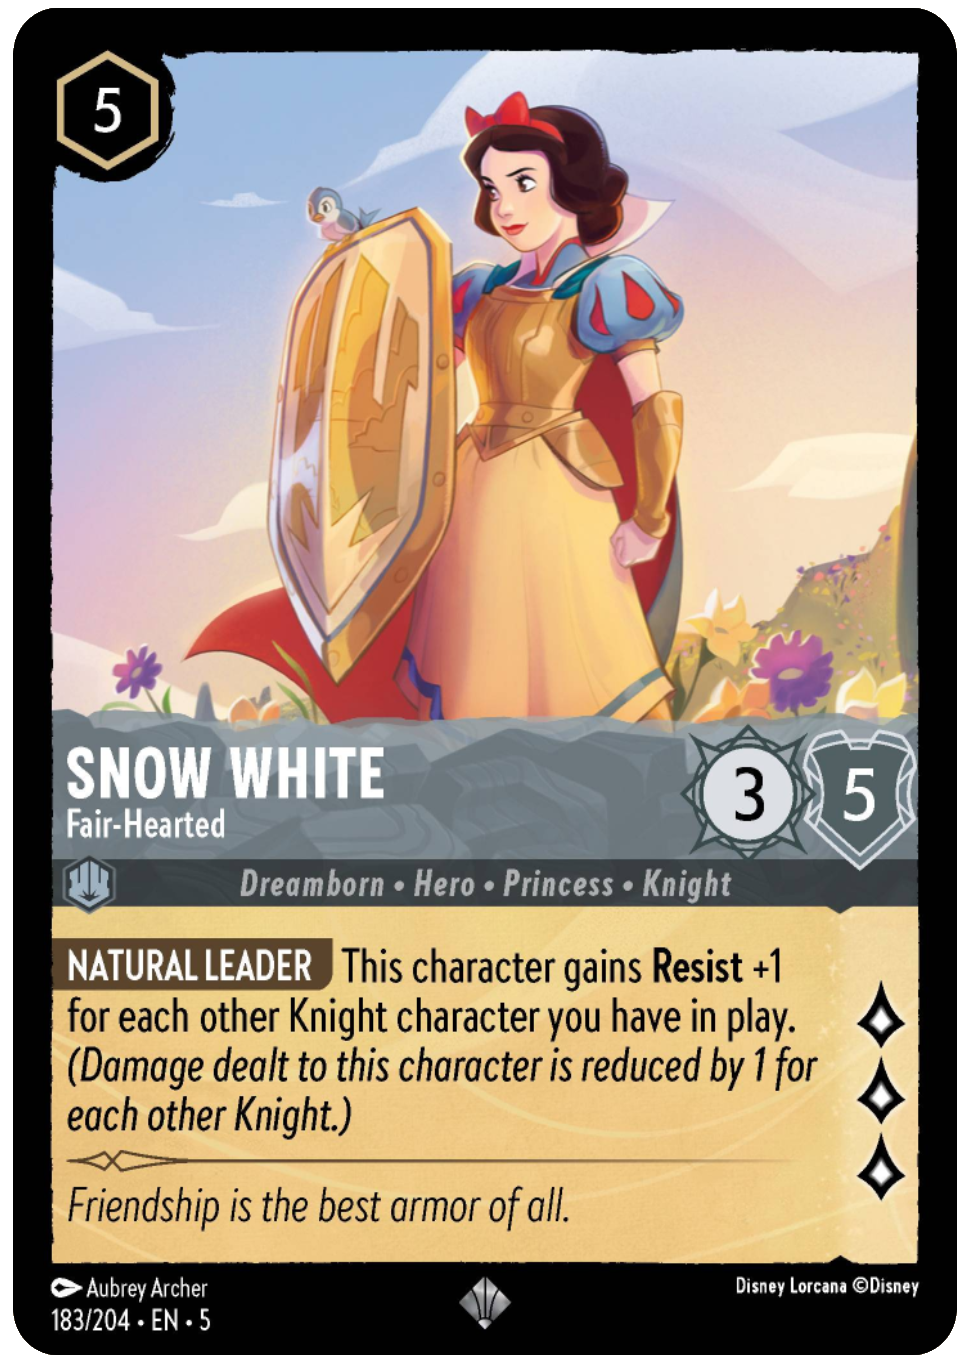 5
SNOW WHITE
Fair-Hearted
3
5
Dreamborn • Hero • Princess • Knight
NATURAL LEADER This character gains Resist +1
for each other Knight character you have in play.
(Damage dealt to this character is reduced by 1 for
each other Knight.)
Friendship is the best armor of all.
Aubrey Archer
Disney Lorcana ©Disney
183/204 • EN • 5